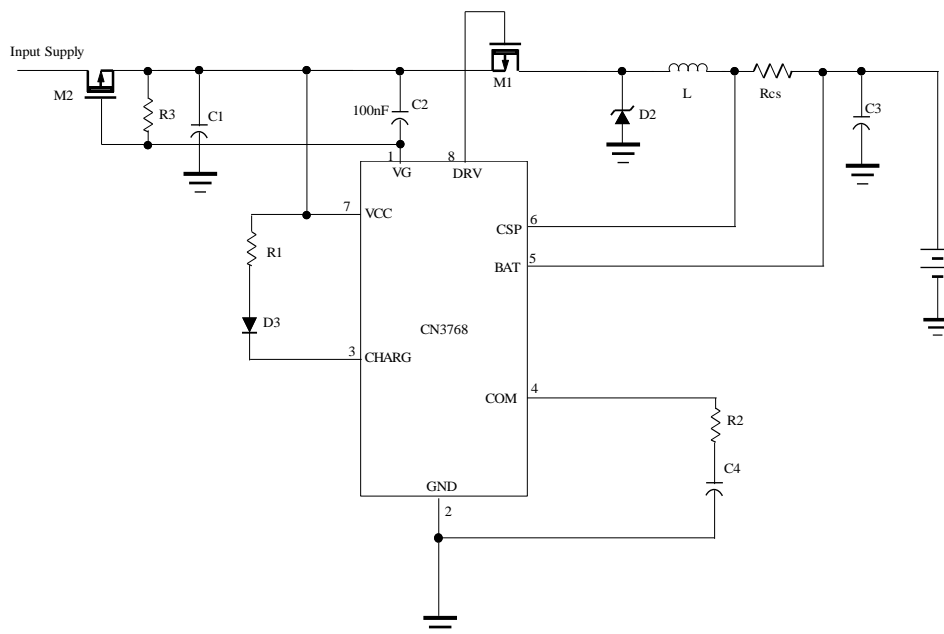 Input Supply
M2
R3
C1
100nF
C2
M1
D2
L
Rcs
C3
1
VG
8
DRV
7
VCC
R1
CSP
6
BAT
5
D3
CN3768
3
CHARG
COM
4
R2
C4
GND
2